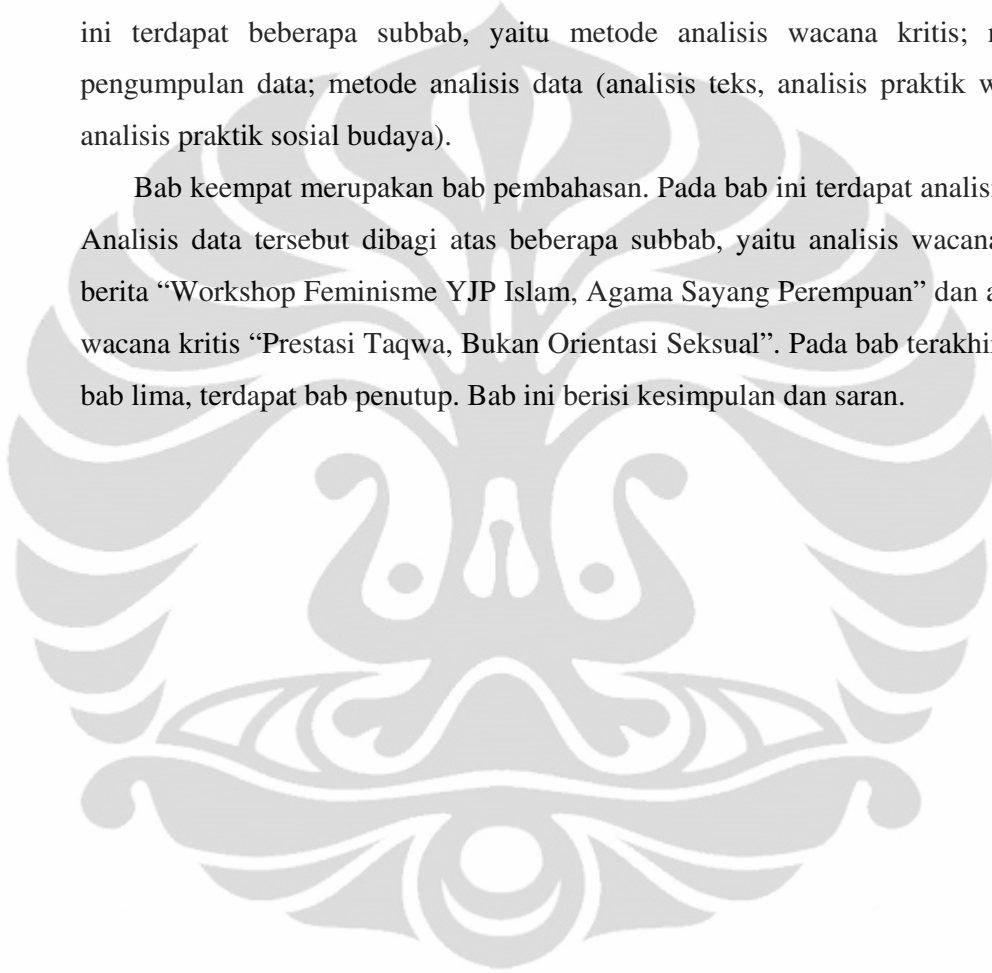 ini terdapat beberapa subbab, yaitu metode analisis wacana kritis;
pengumpulan data; metode analisis data (analisis teks, analisis praktik
analisis praktik sosial budaya).
Bab keempat merupakan bab pembahasan. Pada bab ini terdapat analisi
Analisis data tersebut dibagi atas beberapa subbab, yaitu analisis wacana
berita “Workshop Feminisme YJP Islam, Agama Sayang Perempuan” dan
wacana kritis “Prestasi Taqwa, Bukan Orientasi Seksual”. Pada bab terakhi
bab lima, terdapat bab penutup. Bab ini berisi kesimpulan dan saran.